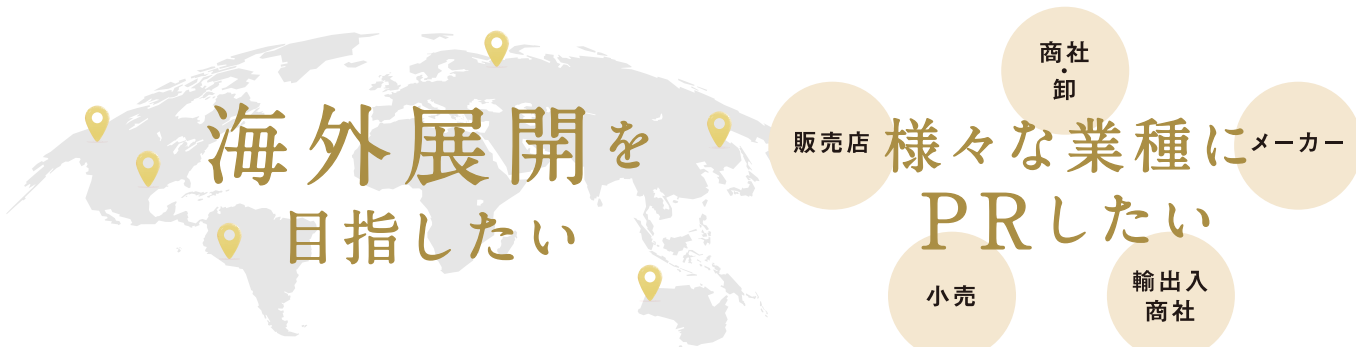 海外展開を
目指したい
商社
・
卸
販売店
様々な業種に
メーカー
PRしたい
小売
輸出入
商社